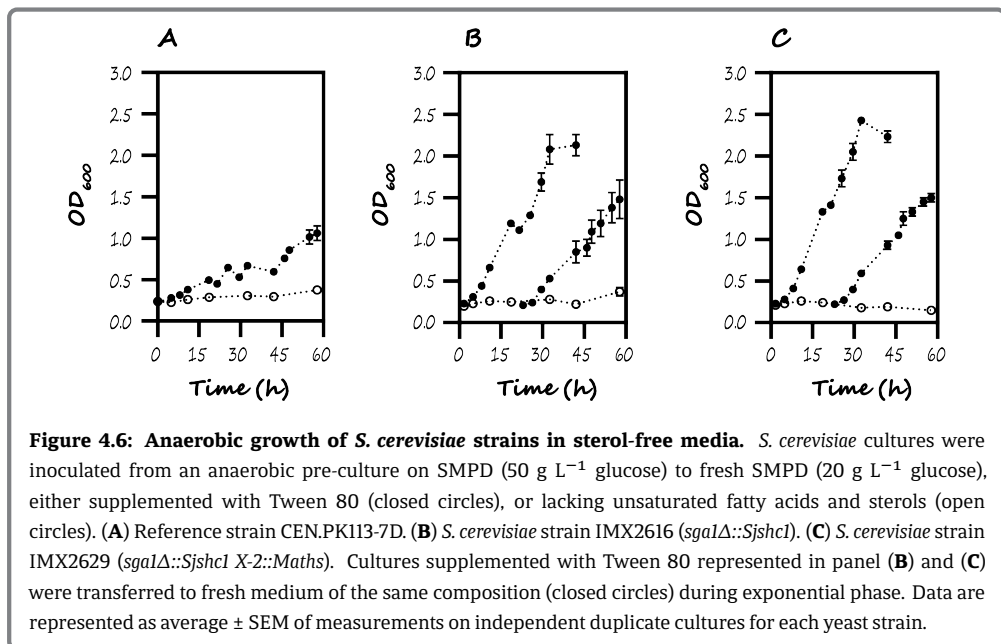 A B C
3.0 3.0 3.0
2.5 2.5 2.5
2.0 2.0 2.0
1.5 1.5 1.5
1.0 1.0 1.0
0.5 0.5 0.5
0.0 0.0 0.0
OD600 OD600 OD600
0 15 30 45 60 0 15 30 45 60 0 15 30 45 60
Time (h) Time (h) Time (h)
Figure 4.6: Anaerobic growth of S. cerevisiae strains in sterol-free media. S. cerevisiae cultures were
inoculated from an anaerobic pre-culture on SMPD (50 g L⁻¹ glucose) to fresh SMPD (20 g L⁻¹ glucose),
either supplemented with Tween 80 (closed circles), or lacking unsaturated fatty acids and sterols (open
circles). (A) Reference strain CEN.PK113-7D. (B) S. cerevisiae strain IMX2616 (sga1Δ::Sjshc1). (C) S. cerevisiae strain
IMX2629 (sga1Δ::Sjshc1 X-2::Maths). Cultures supplemented with Tween 80 represented in panel (B) and (C)
were transferred to fresh medium of the same composition (closed circles) during exponential phase. Data are
represented as average ± SEM of measurements on independent duplicate cultures for each yeast strain.